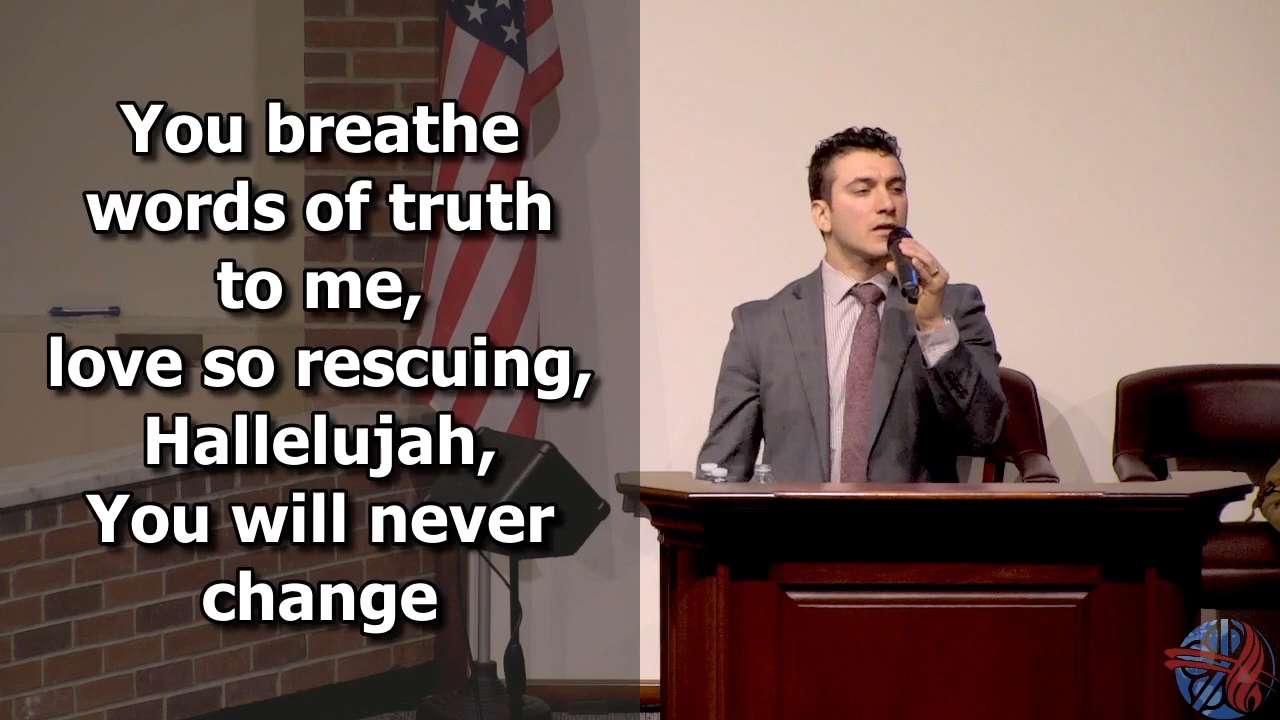 You breathe
words of truth
to me,
love so rescuing,
Hallelujah,
You will never
change